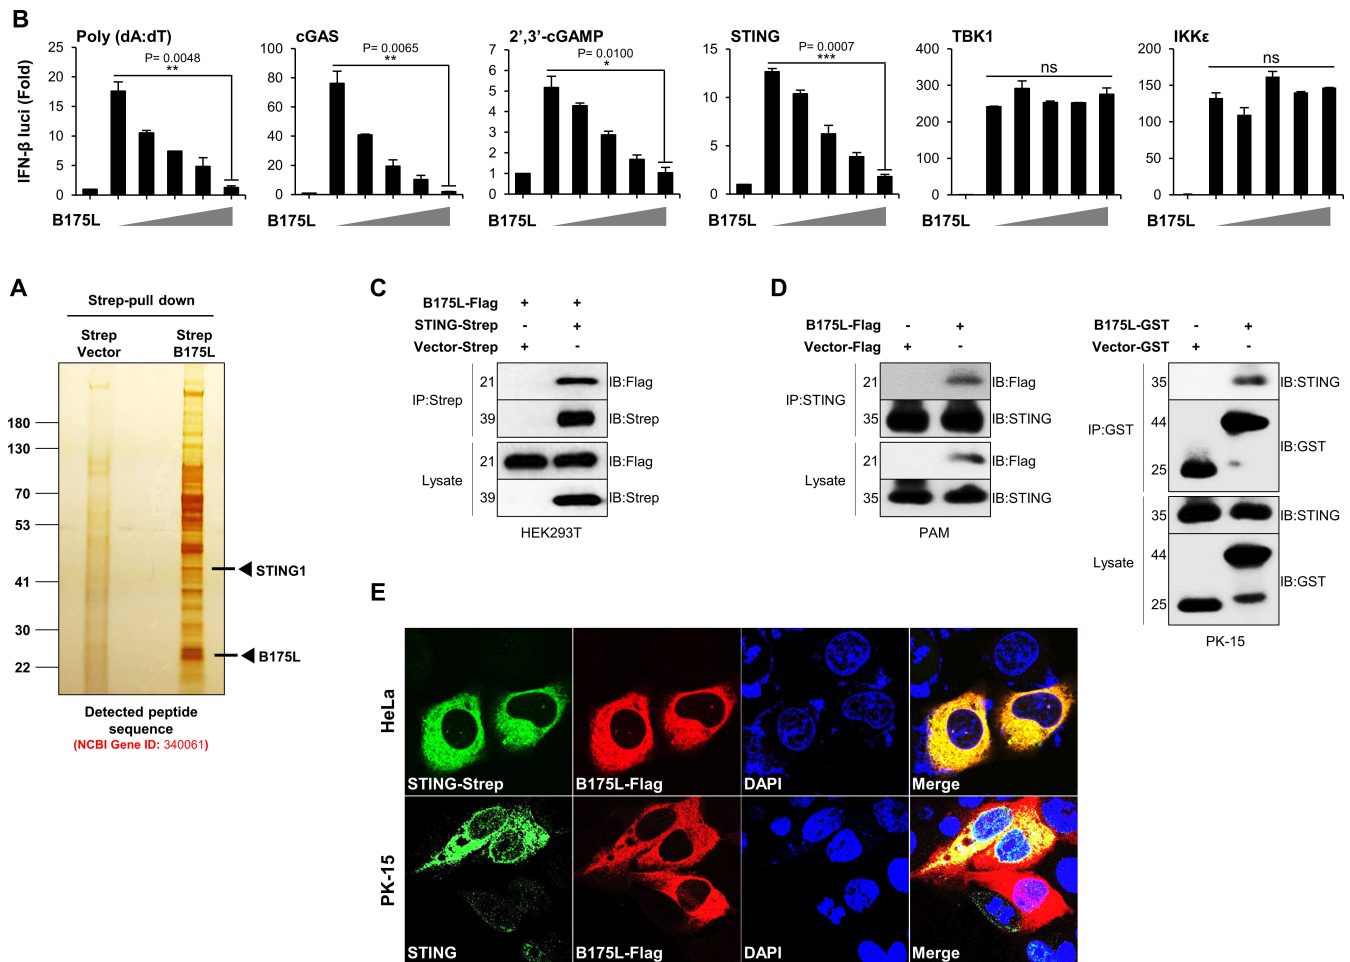 B
Poly (dA:dT)
cGAS
2',3'-cGAMP
STING
TBK1
IKKε
IFN-β luci (Fold)
25
20
15
10
5
0
P= 0.0048
**
B175L
100
80
60
40
20
0
P= 0.0065
**
B175L
7
6
5
4
3
2
1
0
P= 0.0100
*
B175L
15
10
5
0
P= 0.0007
***
B175L
400
300
200
100
0
ns
B175L
200
150
100
50
0
ns
B175L
A
Strep-pull down
Strep Strep
Vector B175L
180
130
70
53
41
30
22
STING1
B175L
Detected peptide
sequence
(NCBI Gene ID: 340061)
C
B175L-Flag + +
STING-Strep - +
Vector-Strep + -
IP:Strep
21 IB:Flag
39 IB:Strep
Lysate
21 IB:Flag
39 IB:Strep
HEK293T
D
B175L-Flag - +
Vector-Flag + -
IP:STING
21 IB:Flag
35 IB:STING
Lysate
21 IB:Flag
35 IB:STING
PAM
B175L-GST - +
Vector-GST + -
IP:GST
35 IB:STING
44
IB:GST
25
Lysate
35 IB:STING
44
IB:GST
25
PK-15
E
HeLa
STING-Strep B175L-Flag DAPI Merge
PK-15
STING B175L-Flag DAPI Merge